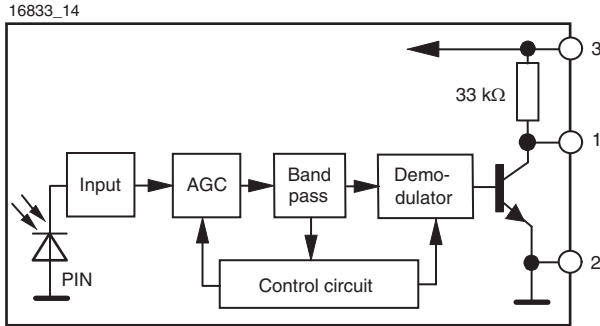 16833_14
3
33 kΩ
1
Input
AGC
Band
pass
Demo-
dulator
PIN
Control circuit
2